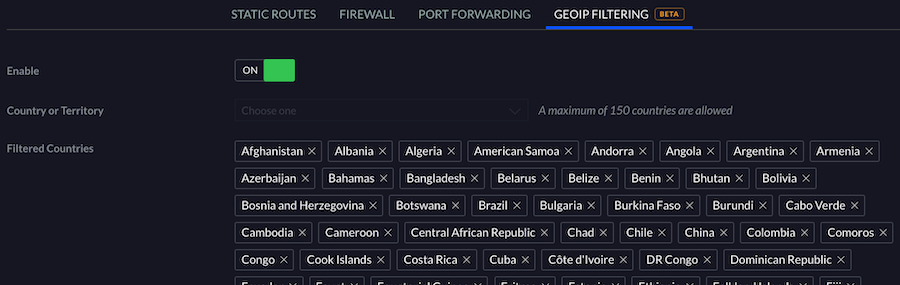 STATIC ROUTES FIREWALL PORT FORWARDING GEOIP FILTERING BETA
Enable ON
Country or Territory Choose one A maximum of 150 countries are allowed
Filtered Countries Afghanistan × Albania × Algeria × American Samoa × Andorra × Angola × Argentina × Armenia ×
Azerbaijan × Bahamas × Bangladesh × Belarus × Belize × Benin × Bhutan × Bolivia ×
Bosnia and Herzegovina × Botswana × Brazil × Bulgaria × Burkina Faso × Burundi × Cabo Verde ×
Cambodia × Cameroon × Central African Republic × Chad × Chile × China × Colombia × Comoros ×
Congo × Cook Islands × Costa Rica × Cuba × Côte d'Ivoire × DR Congo × Dominican Republic ×